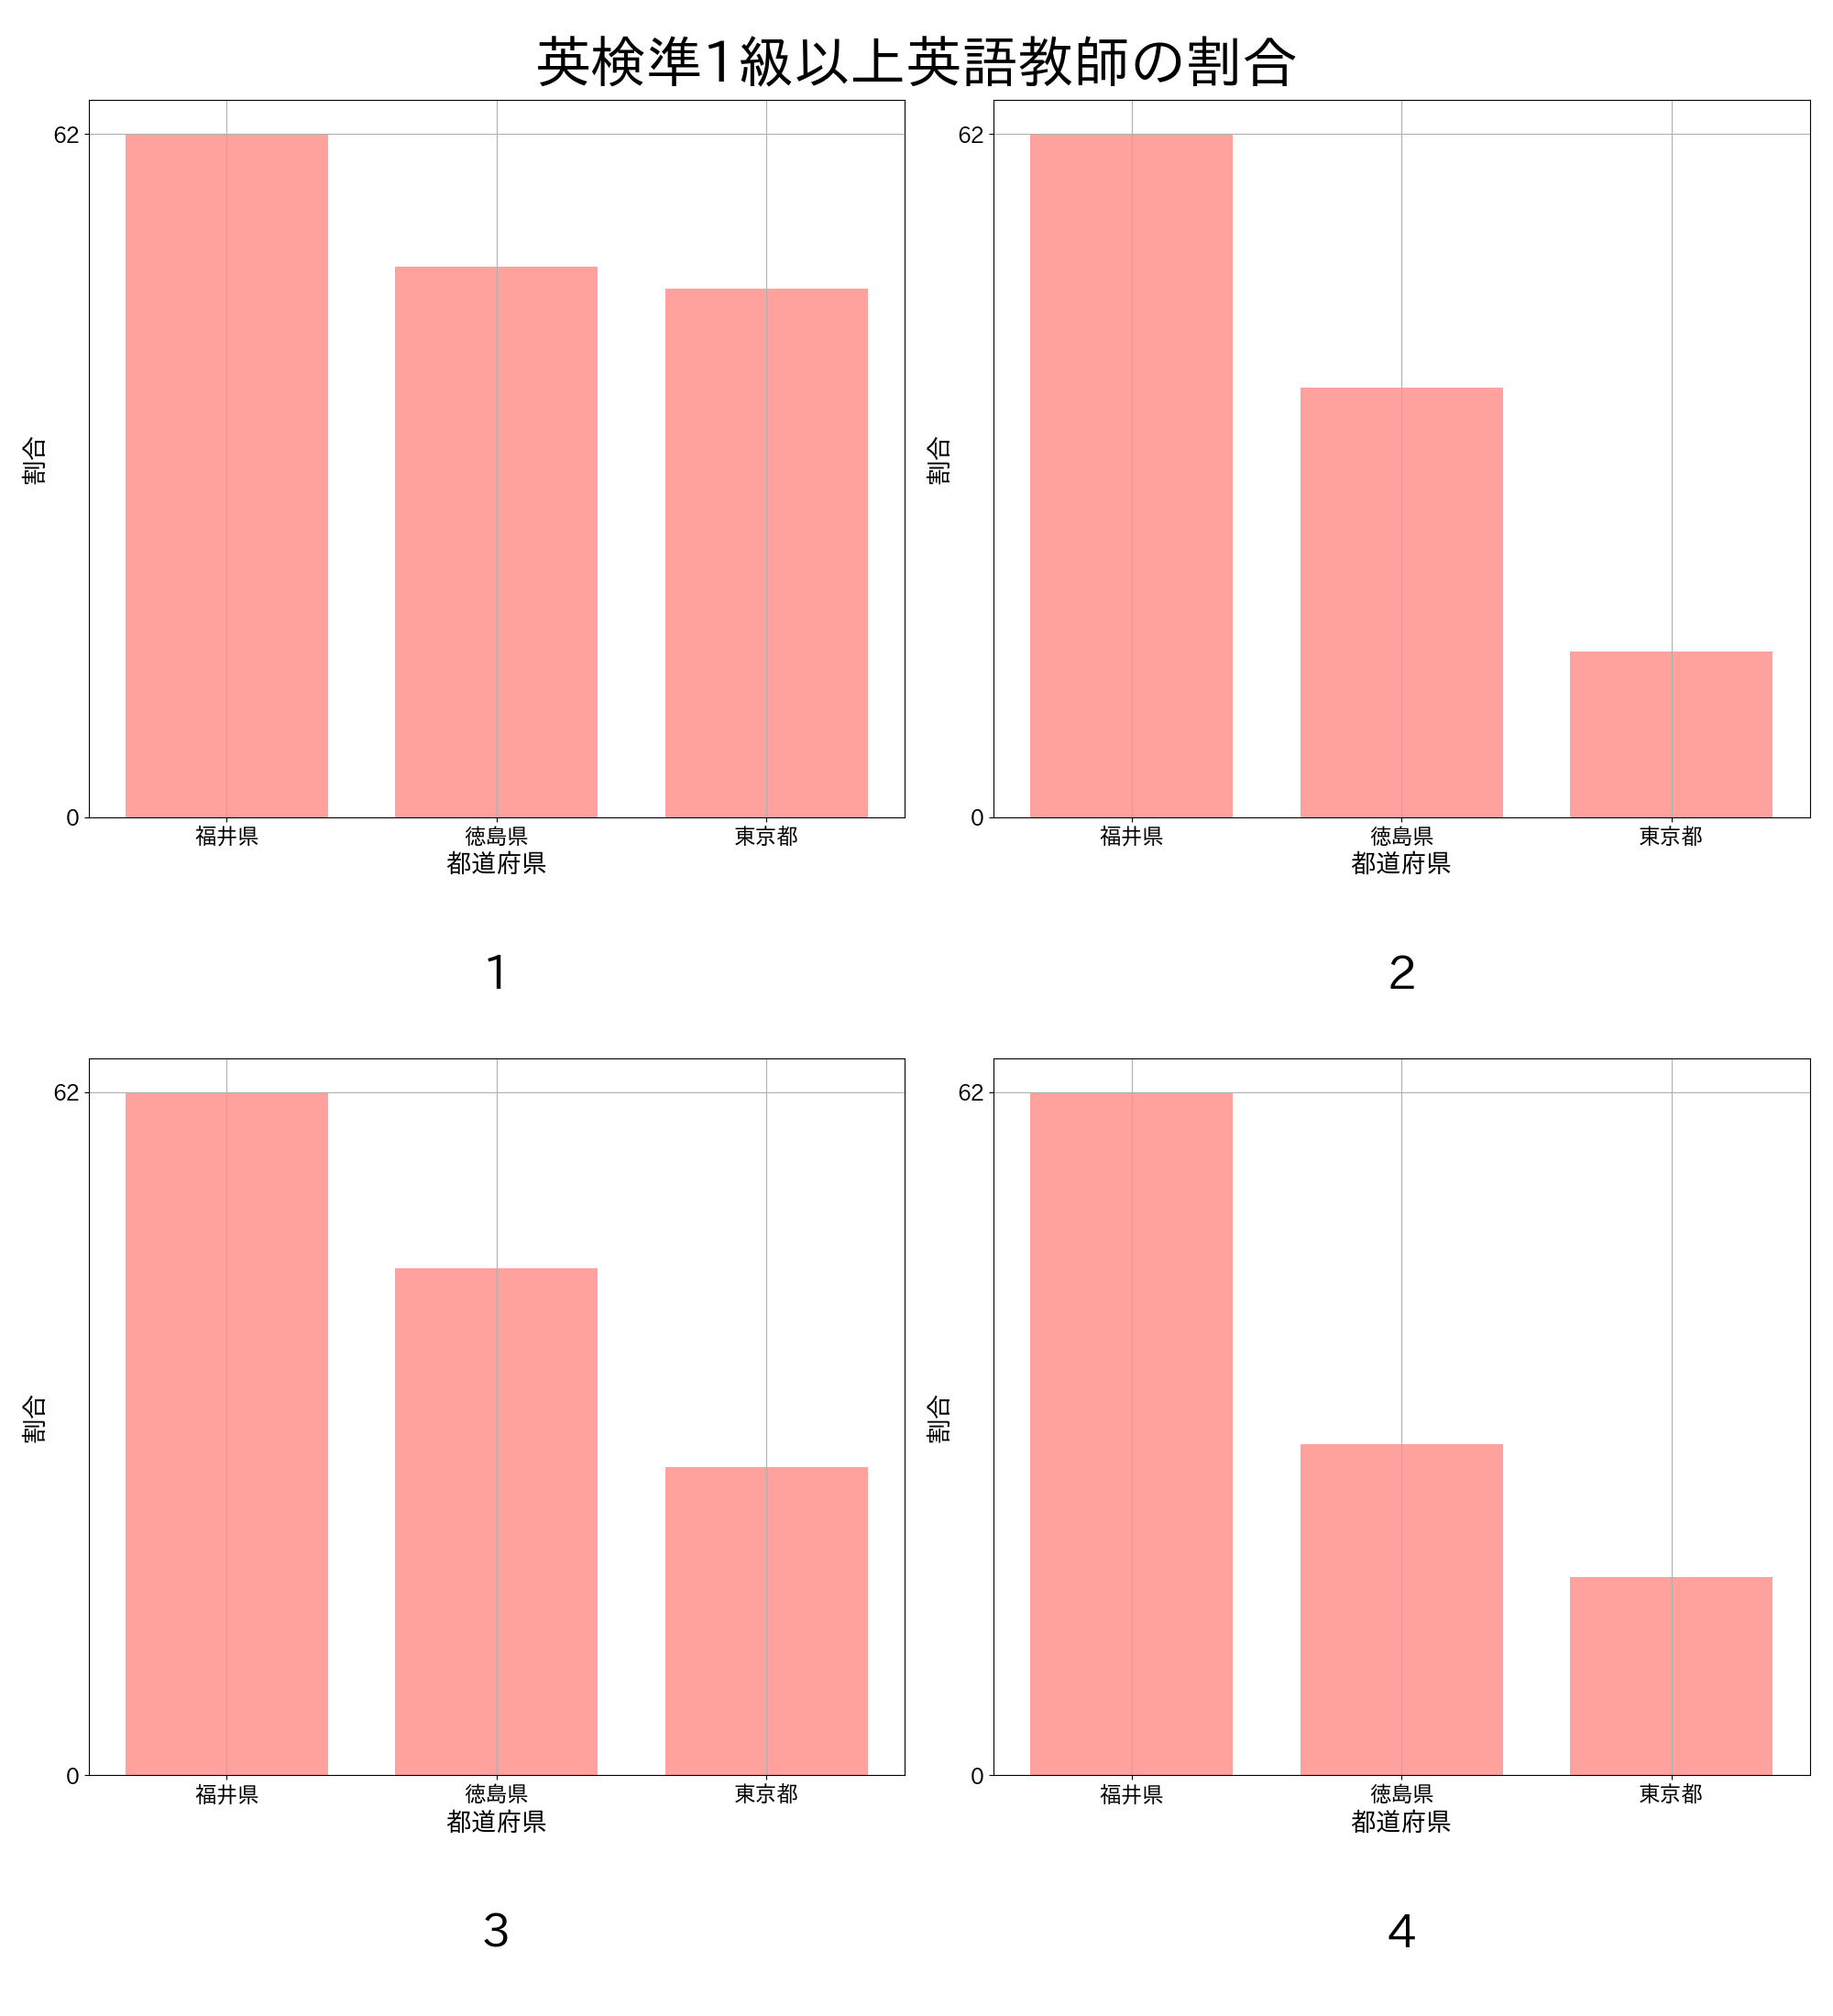 英検準1級以上英語教師の割合
62
割合
0
福井県 徳島県 東京都
都道府県
1
62
割合
0
福井県 徳島県 東京都
都道府県
2
62
割合
0
福井県 徳島県 東京都
都道府県
3
62
割合
0
福井県 徳島県 東京都
都道府県
4